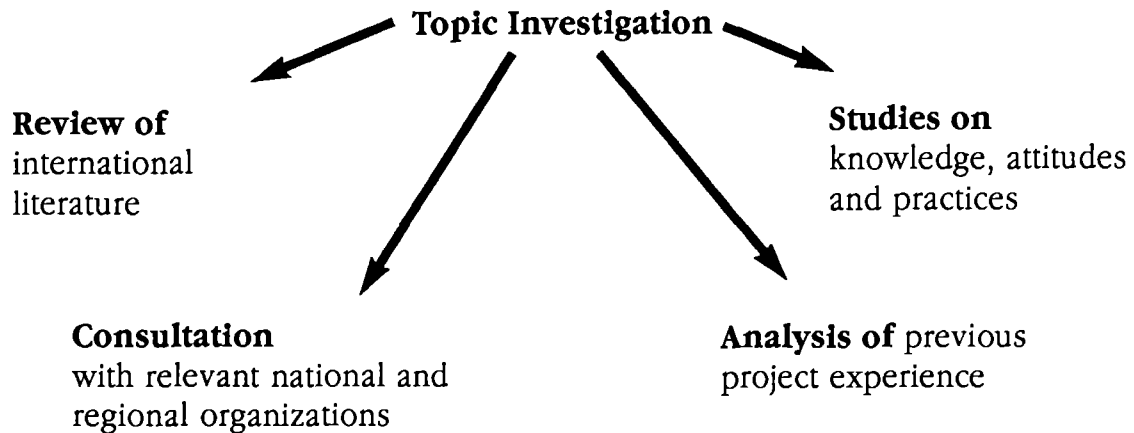 Topic Investigation
Review of
international
literature
Studies on
knowledge, attitudes
and practices
Consultation
with relevant national and
regional organizations
Analysis of previous
project experience